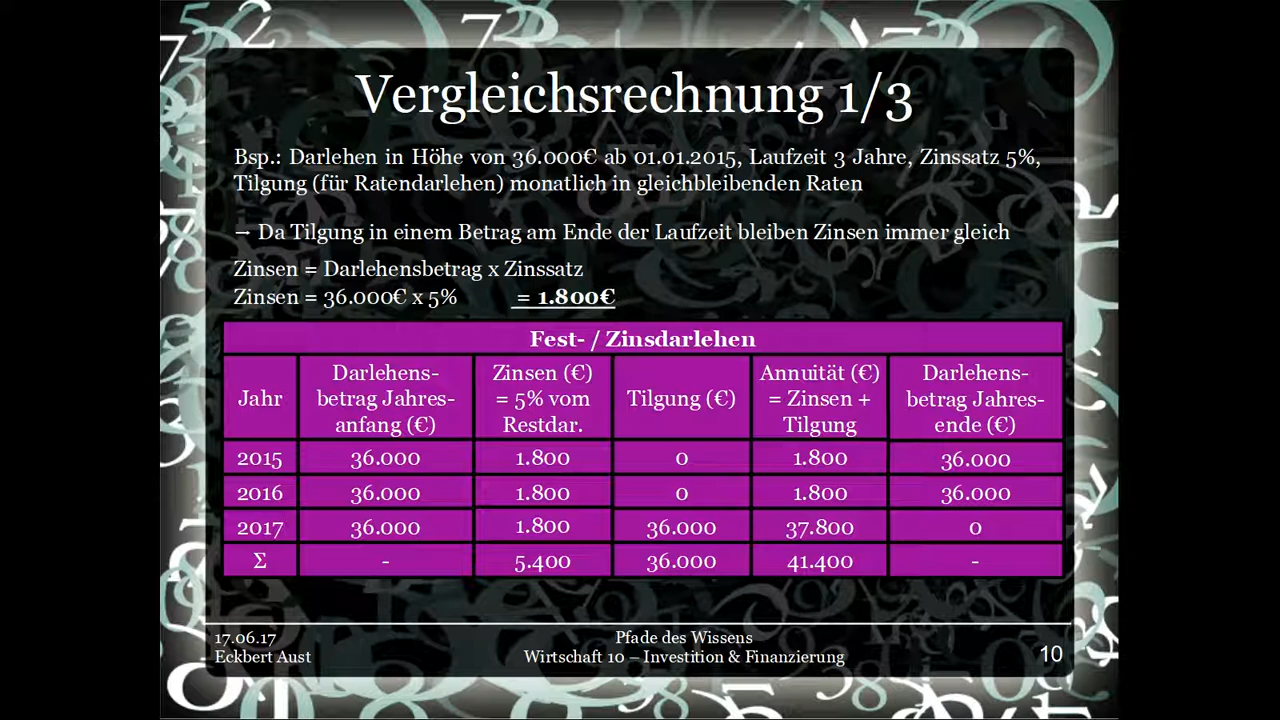 Vergleichsrechnung 1/3
Bsp.: Darlehen in Höhe von 36.000€ ab 01.01.2015, Laufzeit 3 Jahre, Zinssatz 5%,
Tilgung (für Ratendarlehen) monatlich in gleichbleibenden Raten
→ Da Tilgung in einem Betrag am Ende der Laufzeit bleiben Zinsen immer gleich
Zinsen = Darlehensbetrag x Zinssatz
Zinsen = 36.000€ x 5% = 1.800€
Fest- / Zinsdarlehen
Jahr
Darlehens-
betrag Jahres-
anfang (€)
Zinsen (€)
= 5% vom
Restdar.
Tilgung (€)
Annuität (€)
= Zinsen +
Tilgung
Darlehens-
betrag Jahres-
ende (€)
2015 36.000 1.800 0 1.800 36.000
2016 36.000 1.800 0 1.800 36.000
2017 36.000 1.800 36.000 37.800 0
Σ - 5.400 36.000 41.400 -
17.06.17
Eckbert Aust
Pfade des Wissens
Wirtschaft 10 – Investition & Finanzierung
10